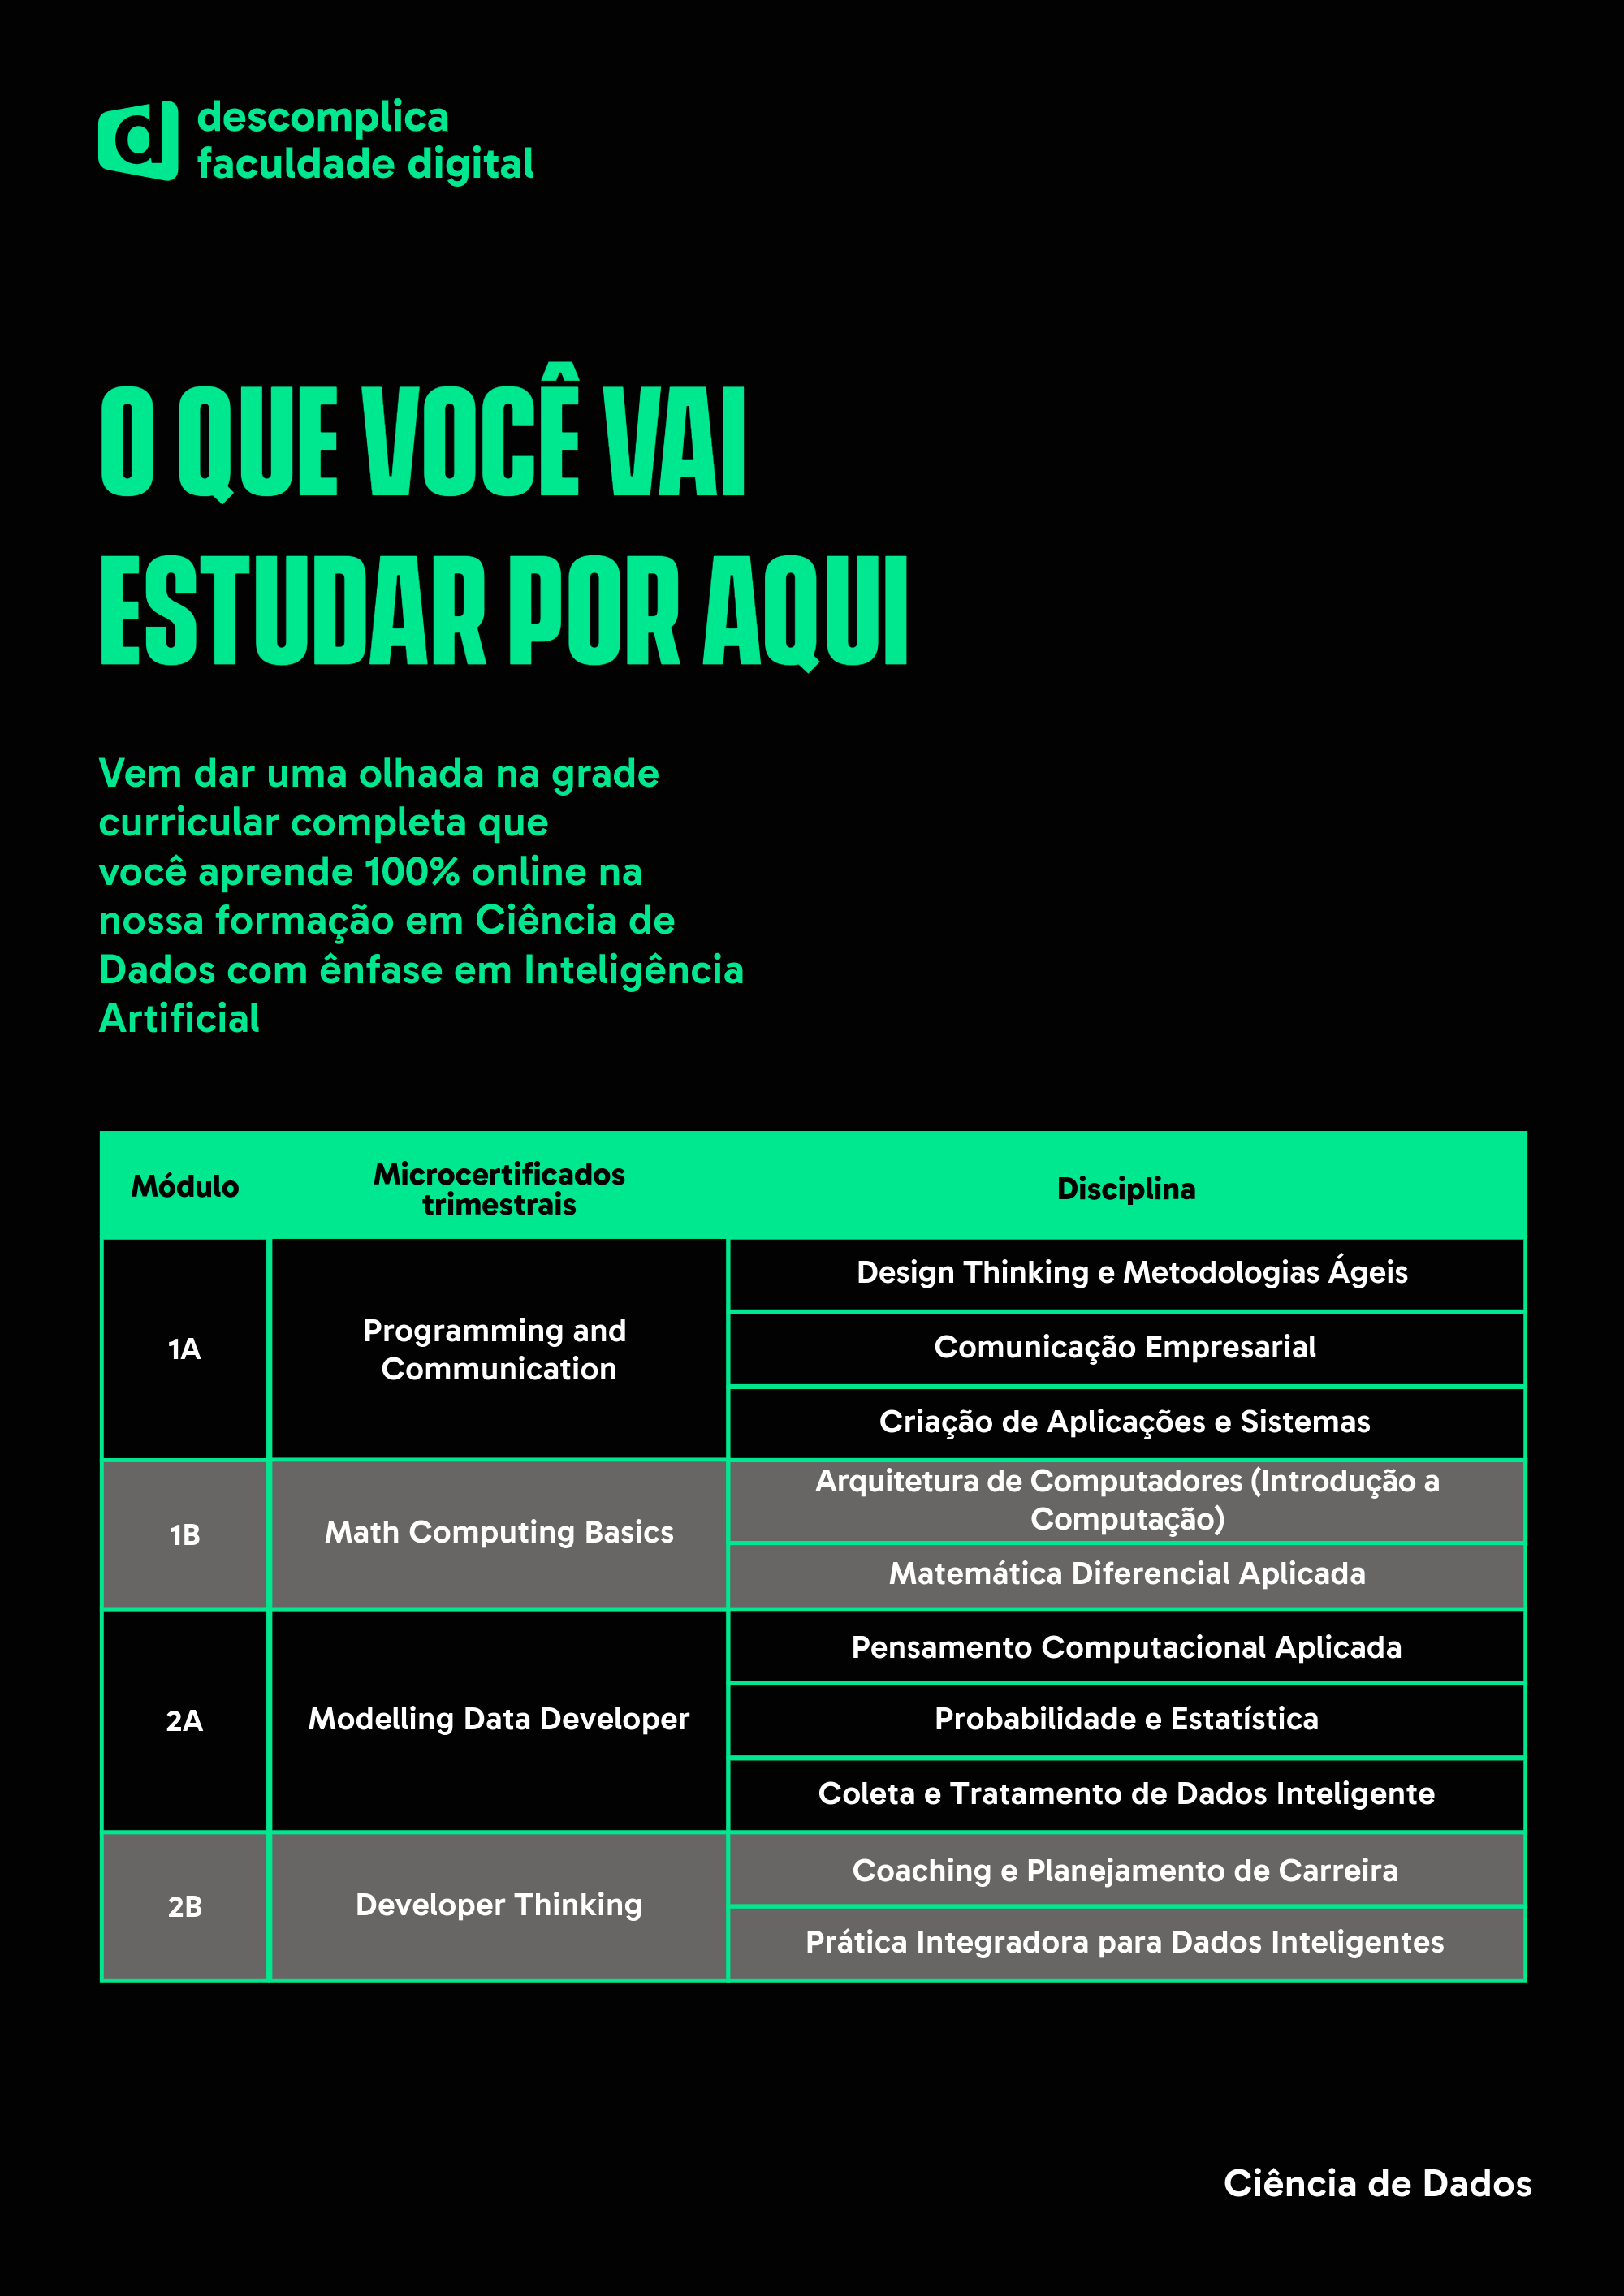 descomplica
faculdade digital
O QUE VOCÊ VAI
ESTUDAR POR AQUI
Vem dar uma olhada na grade
curricular completa que
você aprende 100% online na
nossa formação em Ciência de
Dados com ênfase em Inteligência
Artificial
Módulo
Microcertificados
trimestrais
Disciplina
1A
Programming and
Communication
Design Thinking e Metodologias Ágeis
Comunicação Empresarial
Criação de Aplicações e Sistemas
1B
Math Computing Basics
Arquitetura de Computadores (Introdução a
Computação)
Matemática Diferencial Aplicada
2A
Modelling Data Developer
Pensamento Computacional Aplicada
Probabilidade e Estatística
Coleta e Tratamento de Dados Inteligente
2B
Developer Thinking
Coaching e Planejamento de Carreira
Prática Integradora para Dados Inteligentes
Ciência de Dados